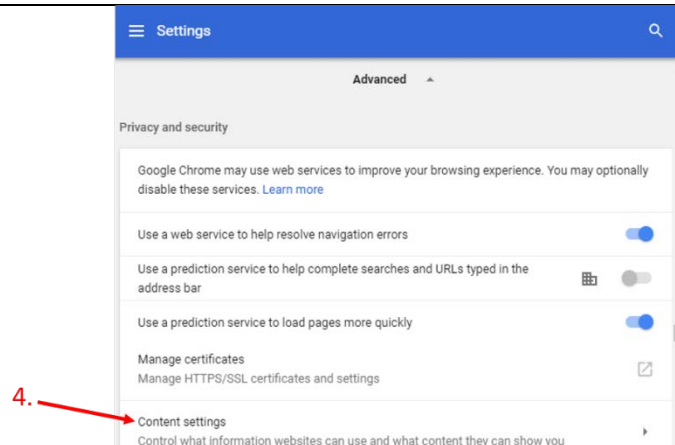 Settings
Advanced
Privacy and security
Google Chrome may use web services to improve your browsing experience. You may optionally
disable these services. Learn more
Use a web service to help resolve navigation errors
Use a prediction service to help complete searches and URLs typed in the
address bar
Use a prediction service to load pages more quickly
Manage certificates
Manage HTTPS/SSL certificates and settings
4.
Content settings
Control what information websites can use and what content they can show you